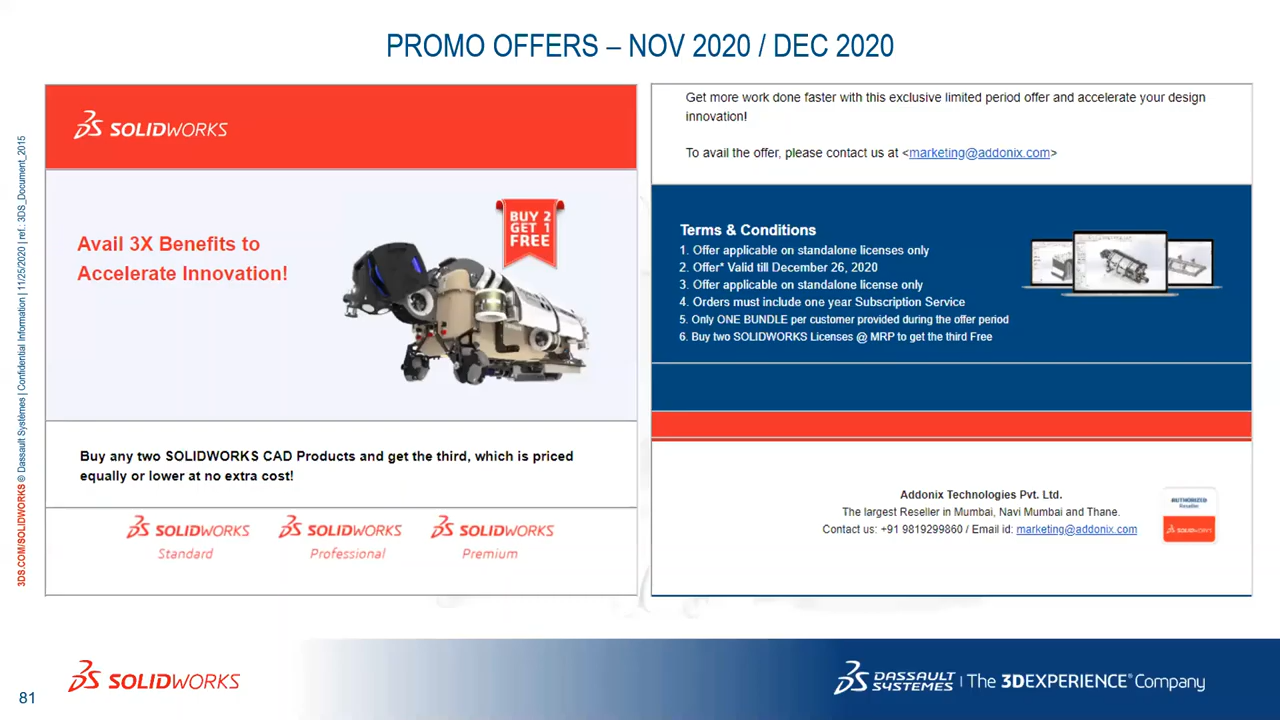 PROMO OFFERS – NOV 2020 / DEC 2020
3DS.COM/SOLIDWORKS © Dassault Systèmes | Confidential Information | 11/25/2020 | ref.: 3DS_Document_2015
SOLIDWORKS
Avail 3X Benefits to
Accelerate Innovation!
BUY 2
GET 1
FREE
Buy any two SOLIDWORKS CAD Products and get the third, which is priced
equally or lower at no extra cost!
SOLIDWORKS SOLIDWORKS SOLIDWORKS
Standard Professional Premium
Get more work done faster with this exclusive limited period offer and accelerate your design
innovation!
To avail the offer, please contact us at <marketing@addonix.com>
Terms & Conditions
1. Offer applicable on standalone licenses only
2. Offer* Valid till December 26, 2020
3. Offer applicable on standalone license only
4. Orders must include one year Subscription Service
5. Only ONE BUNDLE per customer provided during the offer period
6. Buy two SOLIDWORKS Licenses @ MRP to get the third Free
Addonix Technologies Pvt. Ltd.
The largest Reseller in Mumbai, Navi Mumbai and Thane.
Contact us: +91 9819299860 / Email id: marketing@addonix.com
AUTHORIZED
Reseller
SOLIDWORKS
81
SOLIDWORKS
DASSAULT
SYSTEMES | The 3DEXPERIENCE® Company